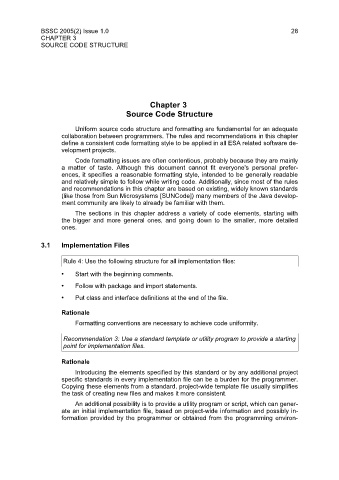 BSSC 2005(2) Issue 1.0 28
CHAPTER 3
SOURCE CODE STRUCTURE
Chapter 3
Source Code Structure
Uniform source code structure and formatting are fundamental for an adequate
collaboration between programmers. The rules and recommendations in this chapter
define a consistent code formatting style to be applied in all ESA related software de-
velopment projects.
Code formatting issues are often contentious, probably because they are mainly
a matter of taste. Although this document cannot fit everyone's personal prefer-
ences, it specifies a reasonable formatting style, intended to be generally readable
and relatively simple to follow while writing code. Additionally, since most of the rules
and recommendations in this chapter are based on existing, widely known standards
(like those from Sun Microsystems [SUNCode]) many members of the Java develop-
ment community are likely to already be familiar with them.
The sections in this chapter address a variety of code elements, starting with
the bigger and more general ones, and going down to the smaller, more detailed
ones.
3.1 Implementation Files
Rule 4: Use the following structure for all implementation files:
• Start with the beginning comments.
• Follow with package and import statements.
• Put class and interface definitions at the end of the file.
Rationale
Formatting conventions are necessary to achieve code uniformity.
Recommendation 3: Use a standard template or utility program to provide a starting
point for implementation files.
Rationale
Introducing the elements specified by this standard or by any additional project
specific standards in every implementation file can be a burden for the programmer.
Copying these elements from a standard, project-wide template file usually simplifies
the task of creating new files and makes it more consistent.
An additional possibility is to provide a utility program or script, which can gener-
ate an initial implementation file, based on project-wide information and possibly in-
formation provided by the programmer or obtained from the programming environ-